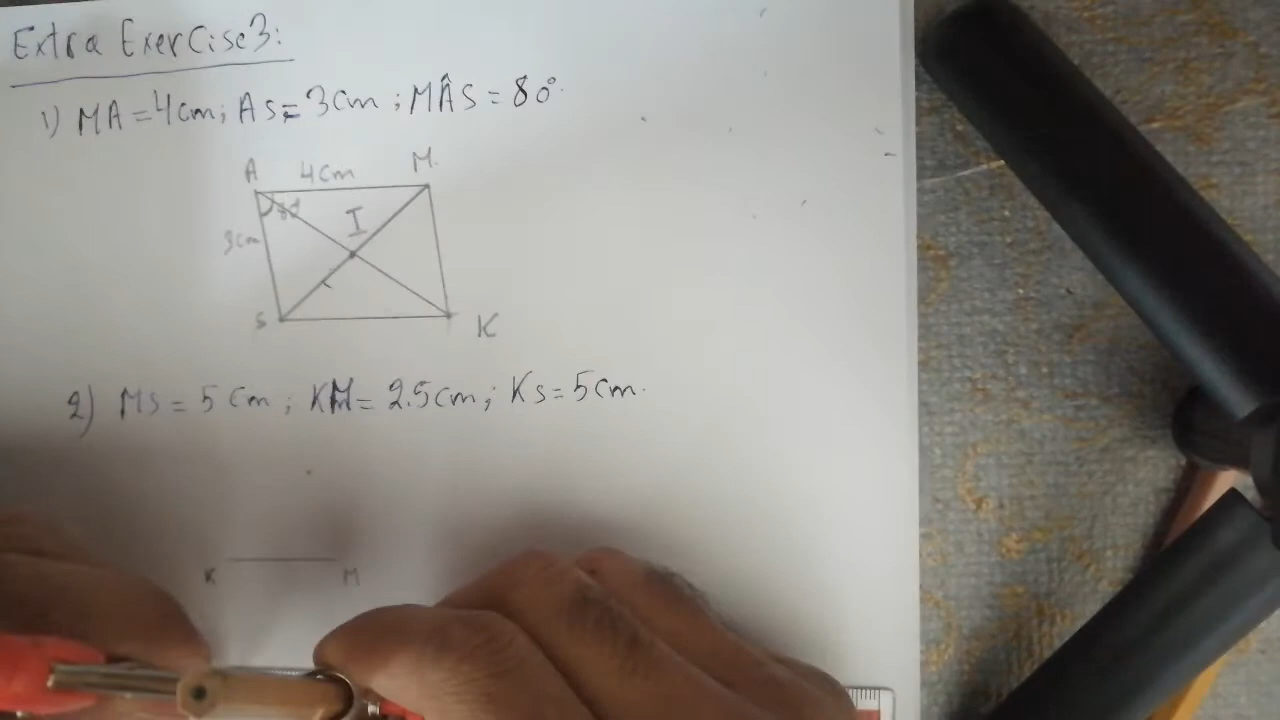 Extra Exercise3:
1) MA = 4cm; AS = 3cm; MÂS = 80°.
A 4cm M
80°
I
3cm
S K
2) MS = 5cm; KM = 2.5cm; KS = 5cm.
K M